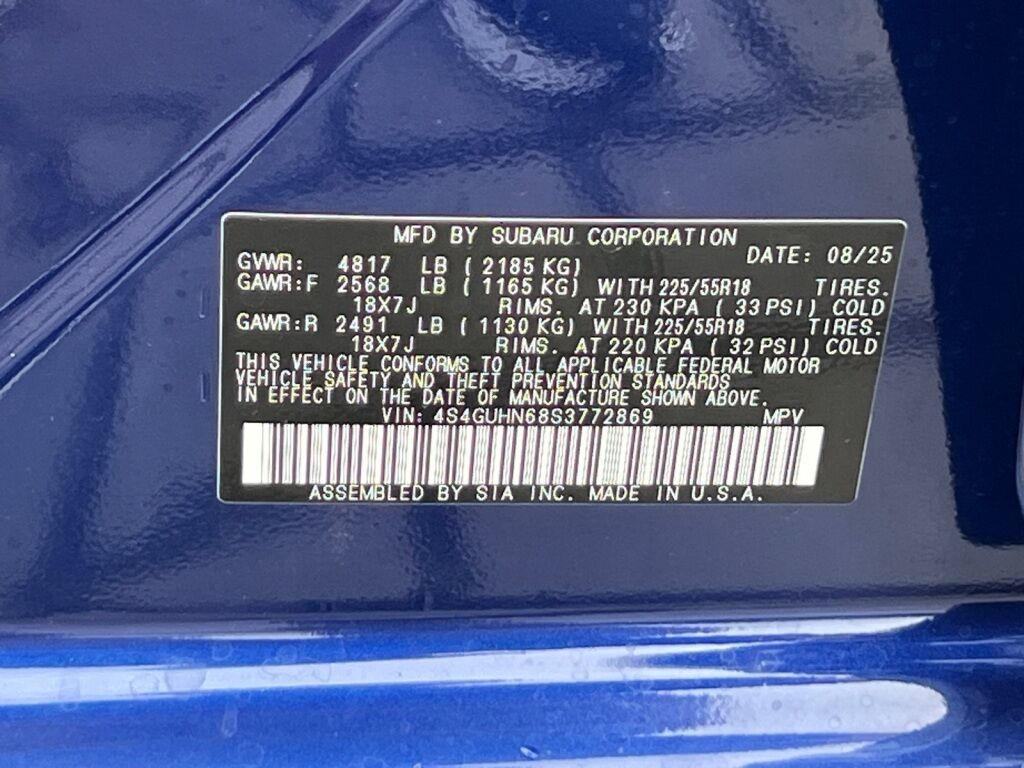 MFD BY SUBARU CORPORATION
DATE: 08/25
GVWR: 4817 LB ( 2185 KG)
GAWR:F 2568 LB ( 1165 KG) WITH 225/55R18 TIRES.
18X7J RIMS. AT 230 KPA ( 33 PSI) COLD
GAWR:R 2491 LB ( 1130 KG) WITH 225/55R18 TIRES.
18X7J RIMS. AT 220 KPA ( 32 PSI) COLD
THIS VEHICLE CONFORMS TO ALL APPLICABLE FEDERAL MOTOR
VEHICLE SAFETY AND THEFT PREVENTION STANDARDS
IN EFFECT ON THE DATE OF MANUFACTURE SHOWN ABOVE.
VIN: 4S4GUHN68S3772869 MPV
ASSEMBLED BY SIA INC. MADE IN U.S.A.